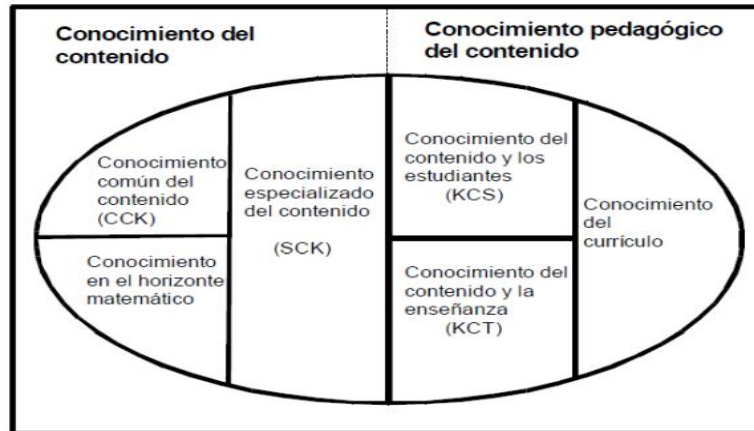 Conocimiento del
contenido
Conocimiento pedagógico
del contenido
Conocimiento
común del
contenido
(CCK)
Conocimiento
en el horizonte
matemático
Conocimiento
especializado
del contenido
(SCK)
Conocimiento del
contenido y los
estudiantes
(KCS)
Conocimiento del
contenido y la
enseñanza
(KCT)
Conocimiento
del
currículo